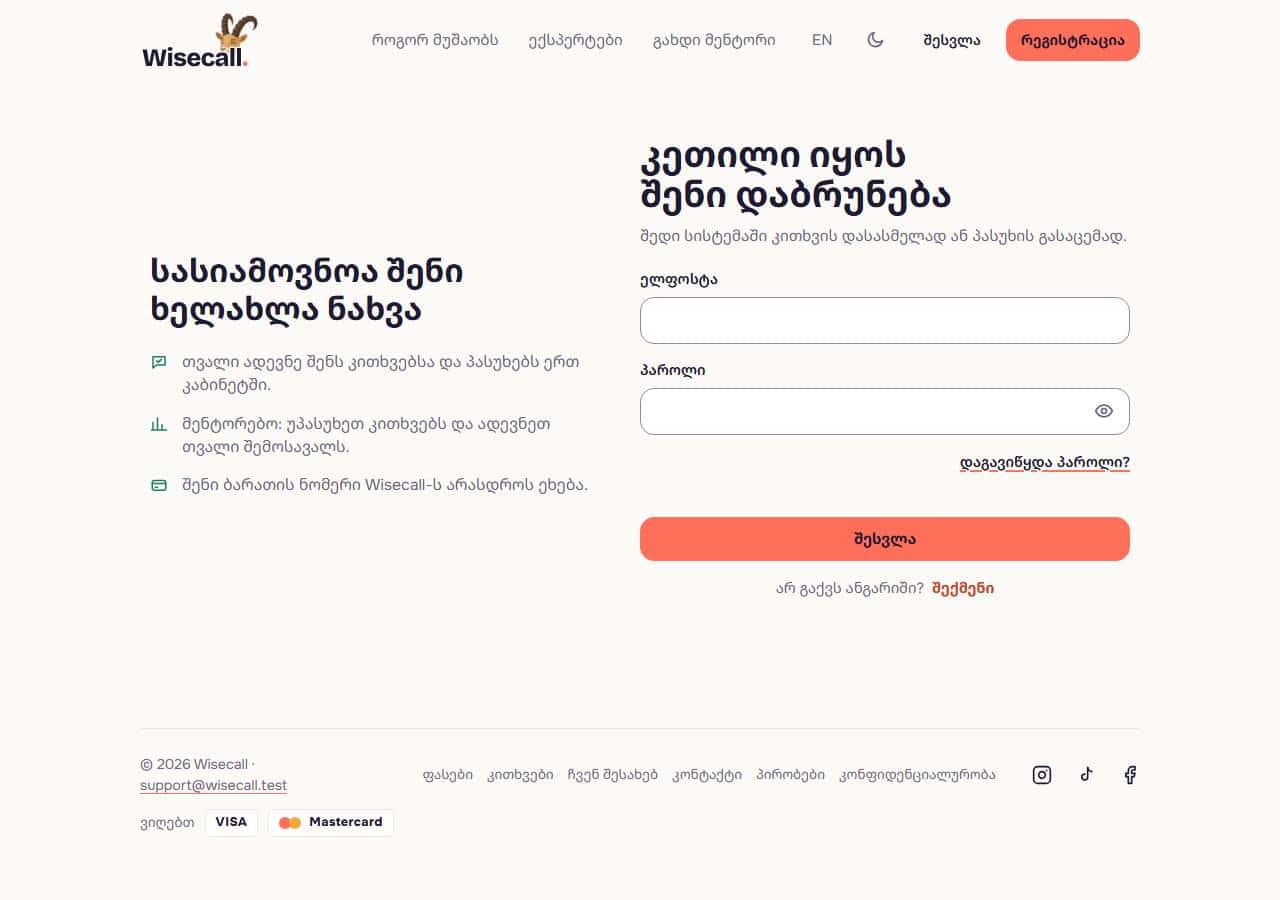 Wisecall.
როგორ მუშაობს
ექსპერტები
გახდი მენტორი
EN
შესვლა
რეგისტრაცია
სასიამოვნოა შენი
ხელახლა ნახვა
თვალი ადევნე შენს კითხვებსა და პასუხებს ერთ
კაბინეტში.
მენტორებო: უპასუხეთ კითხვებს და ადევნეთ
თვალი შემოსავალს.
შენი ბარათის ნომერი Wisecall-ს არასდროს ეხება.
კეთილი იყოს
შენი დაბრუნება
შედი სისტემაში კითხვის დასასმელად ან პასუხის გასაცემად.
ელფოსტა
პაროლი
დაგავიწყდა პაროლი?
შესვლა
არ გაქვს ანგარიში? შექმენი
© 2026 Wisecall ·
support@wisecall.test
ფასები
კითხვები
ჩვენ შესახებ
კონტაქტი
პირობები
კონფიდენციალურობა
ვიღებთ
VISA
Mastercard